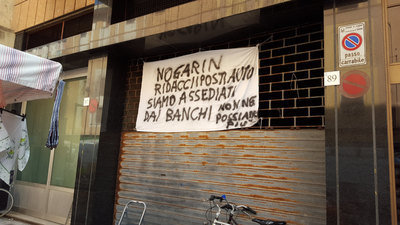 NOGARIN
RIDACCI I POSTI AUTO
SIAMO ASSEDIATI
DAI BANCHI NON NE
POSSIAMO
PIÙ
passo
carrabile
89